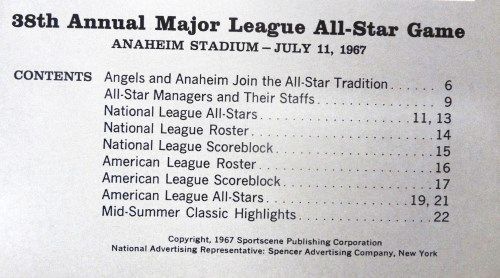 38th Annual Major League All-Star Game
ANAHEIM STADIUM – JULY 11, 1967
CONTENTS Angels and Anaheim Join the All-Star Tradition . . . . . . 6
All-Star Managers and Their Staffs . . . . . . . . . . . . . . . . 9
National League All-Stars . . . . . . . . . . . . . . . . . . . . . 11, 13
National League Roster . . . . . . . . . . . . . . . . . . . . . . . . 14
National League Scoreblock . . . . . . . . . . . . . . . . . . . . 15
American League Roster . . . . . . . . . . . . . . . . . . . . . . . 16
American League Scoreblock . . . . . . . . . . . . . . . . . . . 17
American League All-Stars . . . . . . . . . . . . . . . . . . . . 19, 21
Mid-Summer Classic Highlights . . . . . . . . . . . . . . . . . 22
Copyright, 1967 Sportscene Publishing Corporation
National Advertising Representative: Spencer Advertising Company, New York